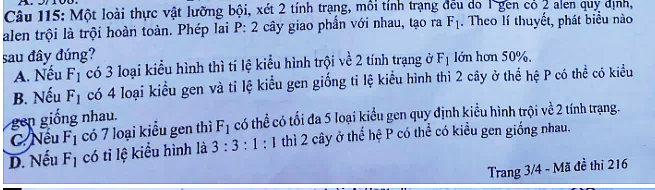 A. 3/108.
Câu 115: Một loài thực vật lưỡng bội, xét 2 tính trạng, mỗi tính trạng đều do 1 gen có 2 alen quy định,
alen trội là trội hoàn toàn. Phép lai P: 2 cây giao phấn với nhau, tạo ra F1. Theo lí thuyết, phát biểu nào
sau đây đúng?
A. Nếu F1 có 3 loại kiểu hình thì tỉ lệ kiểu hình trội về 2 tính trạng ở F1 lớn hơn 50%.
B. Nếu F1 có 4 loại kiểu gen và tỉ lệ kiểu gen giống tỉ lệ kiểu hình thì 2 cây ở thế hệ P có thể có kiểu
gen giống nhau.
C. Nếu F1 có 7 loại kiểu gen thì F1 có thể có tối đa 5 loại kiểu gen quy định kiểu hình trội về 2 tính trạng.
D. Nếu F1 có tỉ lệ kiểu hình là 3 : 3 : 1 : 1 thì 2 cây ở thế hệ P có thể có kiểu gen giống nhau.
Trang 3/4 - Mã đề thi 216